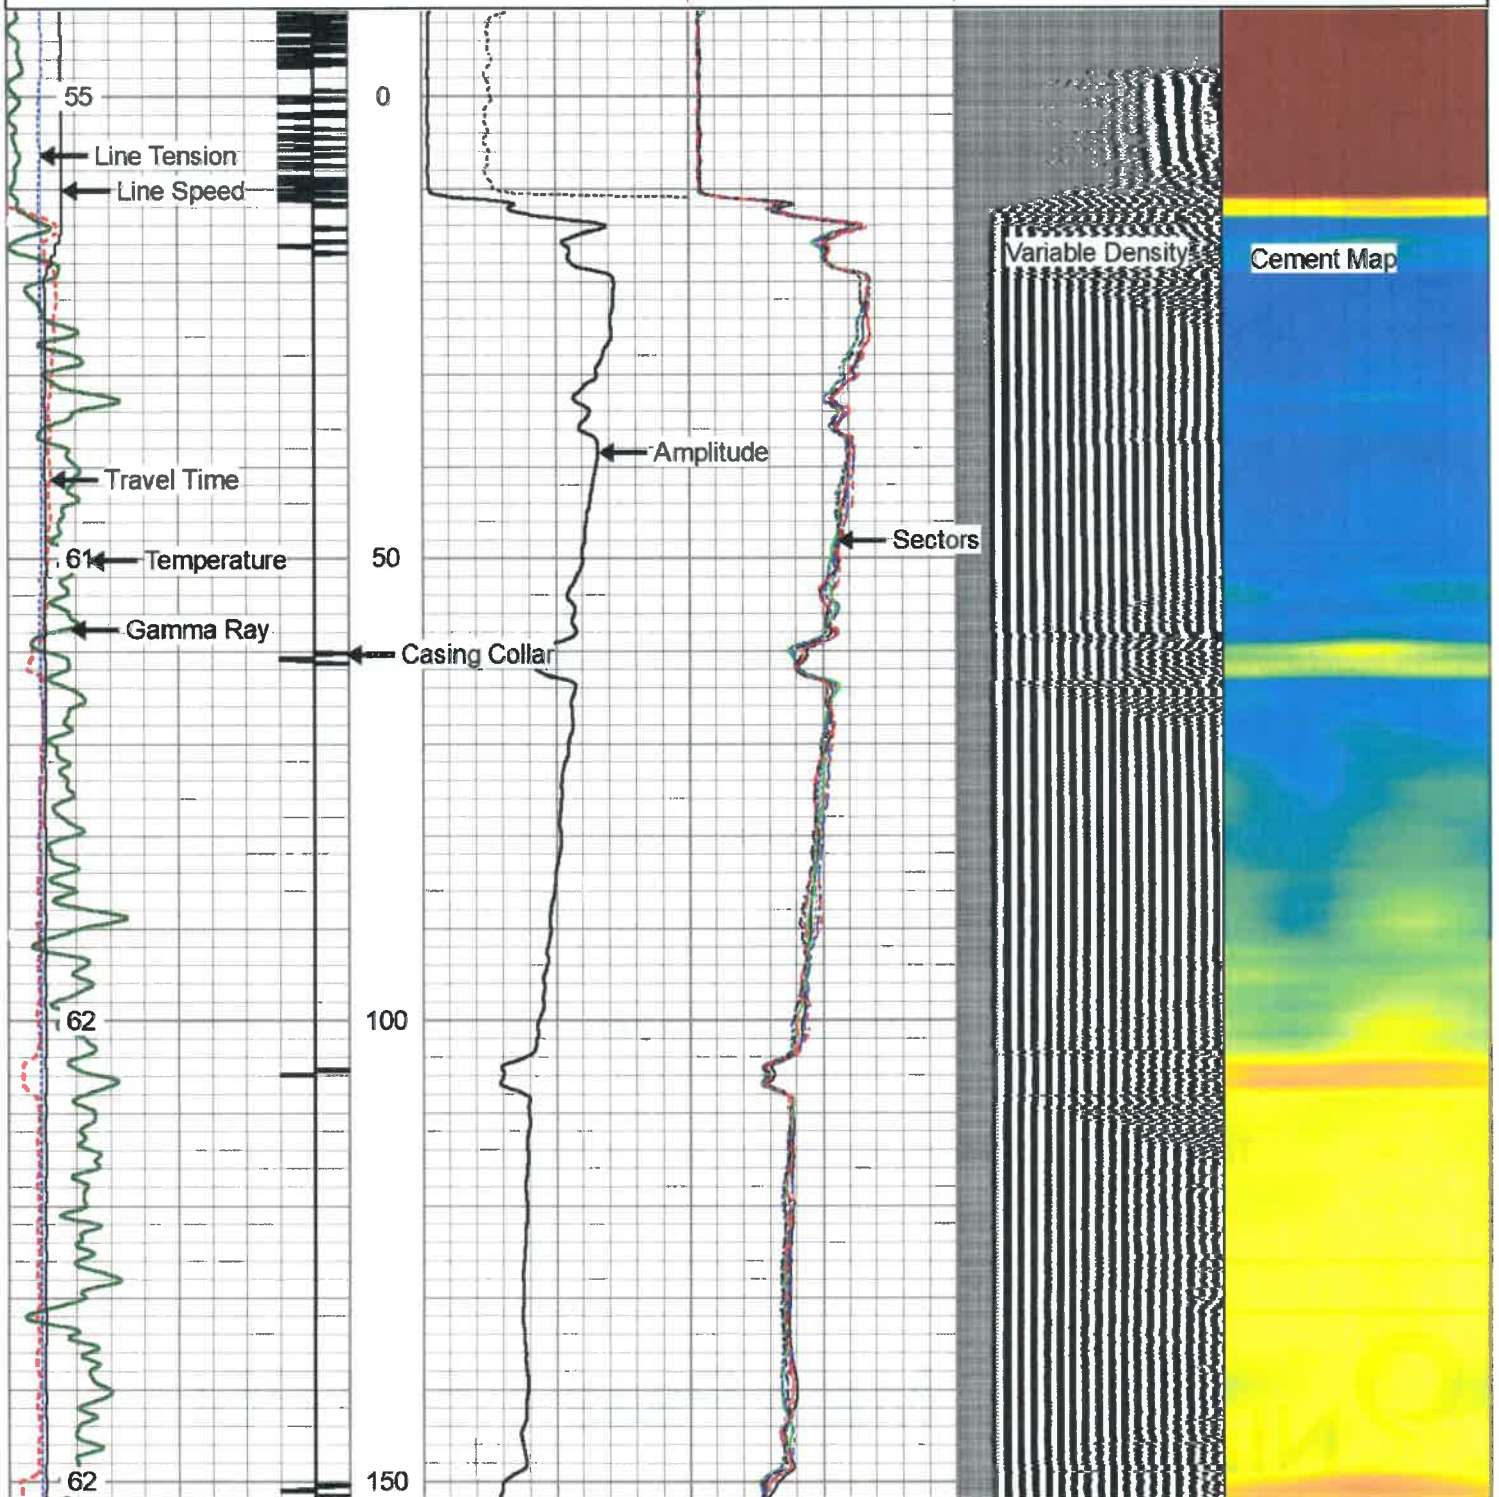 55
0
Line Tension
Line Speed
Variable Density
Cement Map
Amplitude
Travel Time
Sectors
61
Temperature
50
Gamma Ray
Casing Collar
62
100
62
150